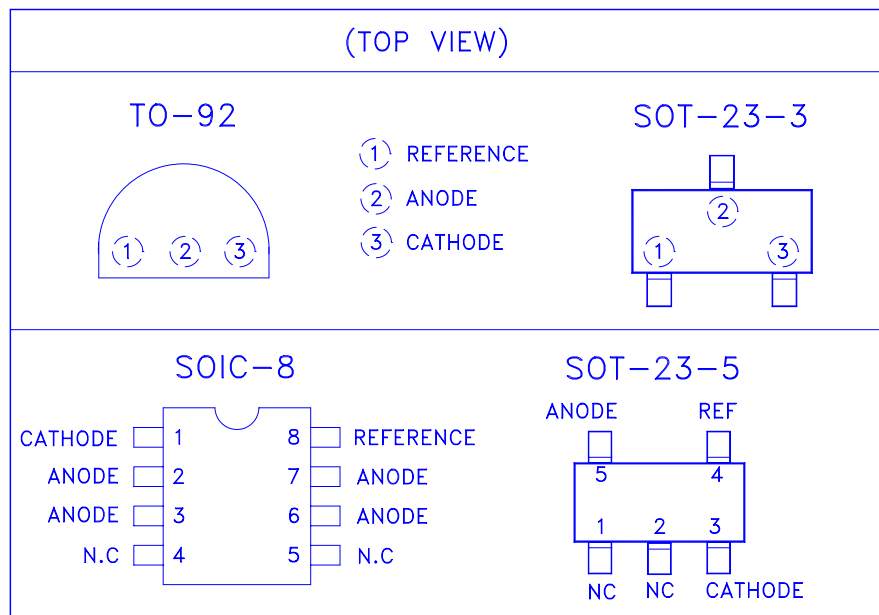 (TOP VIEW)
TO-92
1 REFERENCE
2 ANODE
3 CATHODE
1 2 3
SOT-23-3
2
1 3
SOIC-8
CATHODE 1 8 REFERENCE
ANODE 2 7 ANODE
ANODE 3 6 ANODE
N.C 4 5 N.C
SOT-23-5
ANODE REF
5 4
1 2 3
NC NC CATHODE